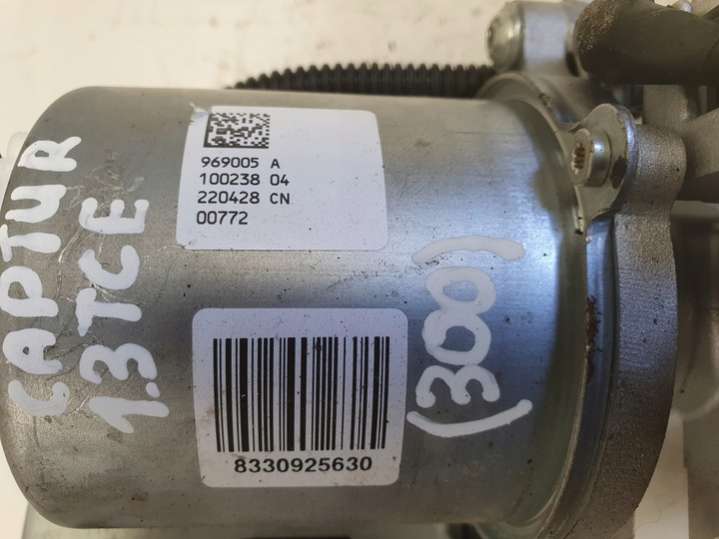 CAPTUR
1.3TCE
969005 A
100238 04
220428 CN
00772
8330925630
(300)